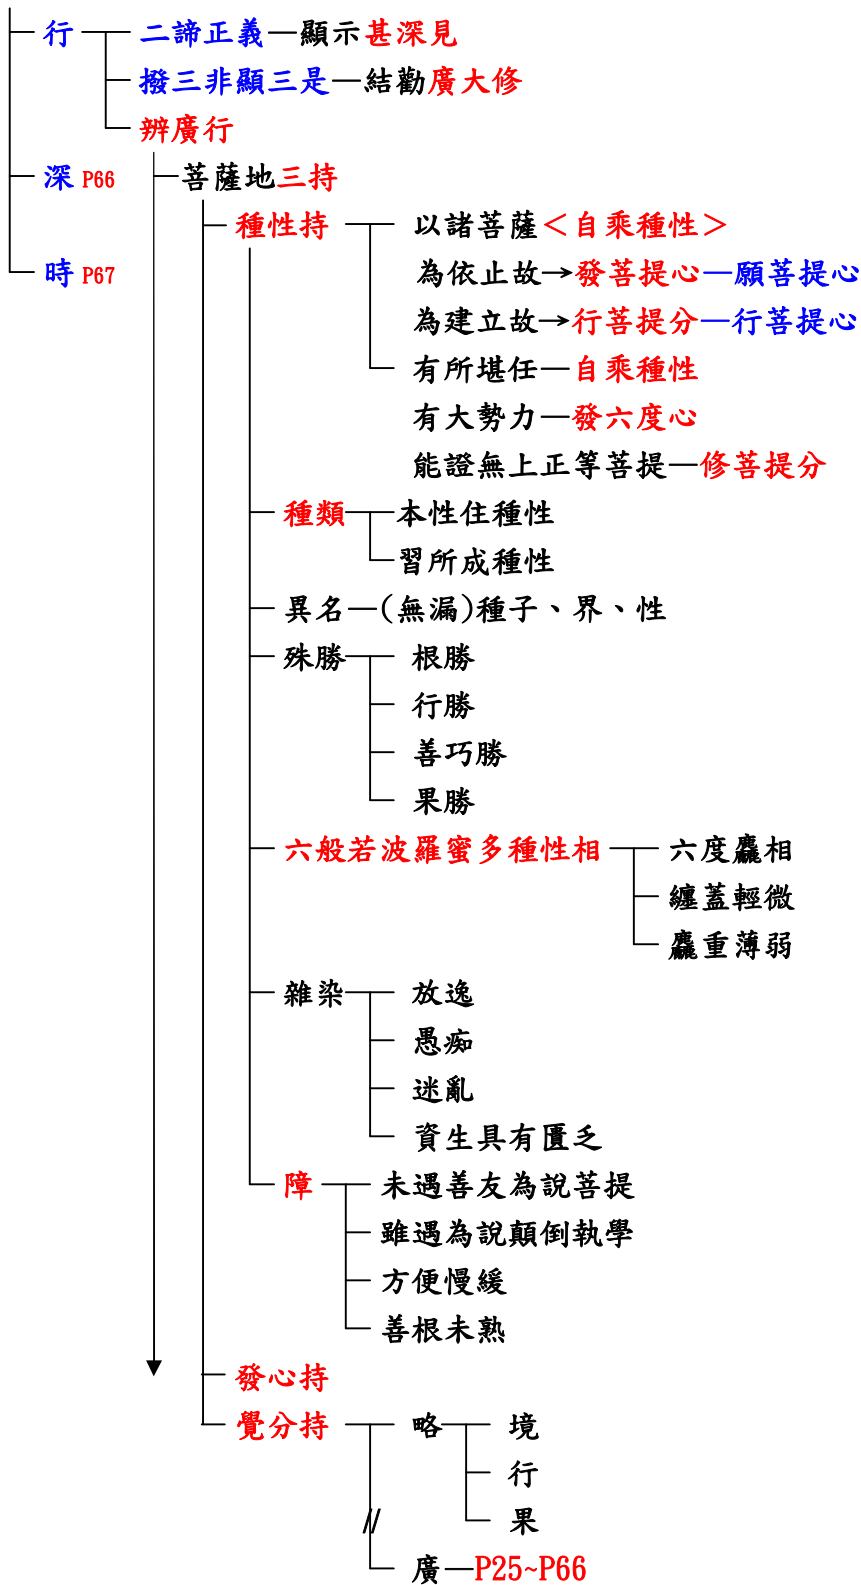 行 二諦正義—顯示甚深見
撥三非顯三是—結勸廣大修
辨廣行
深 P66 菩薩地三持
種性持 以諸菩薩＜自乘種性＞
時 P67 為依止故→發菩提心—願菩提心
為建立故→行菩提分—行菩提心
有所堪任—自乘種性
有大勢力—發六度心
能證無上正等菩提—修菩提分
種類 本性住種性
習所成種性
異名—(無漏)種子、界、性
殊勝 根勝
行勝
善巧勝
果勝
六般若波羅蜜多種性相 六度麤相
纏蓋輕微
麤重薄弱
雜染 放逸
愚痴
迷亂
資生具有匱乏
障 未遇善友為說菩提
雖遇為說顛倒執學
方便慢緩
善根未熟
發心持
覺分持 略 境
行
果
廣—P25~P66